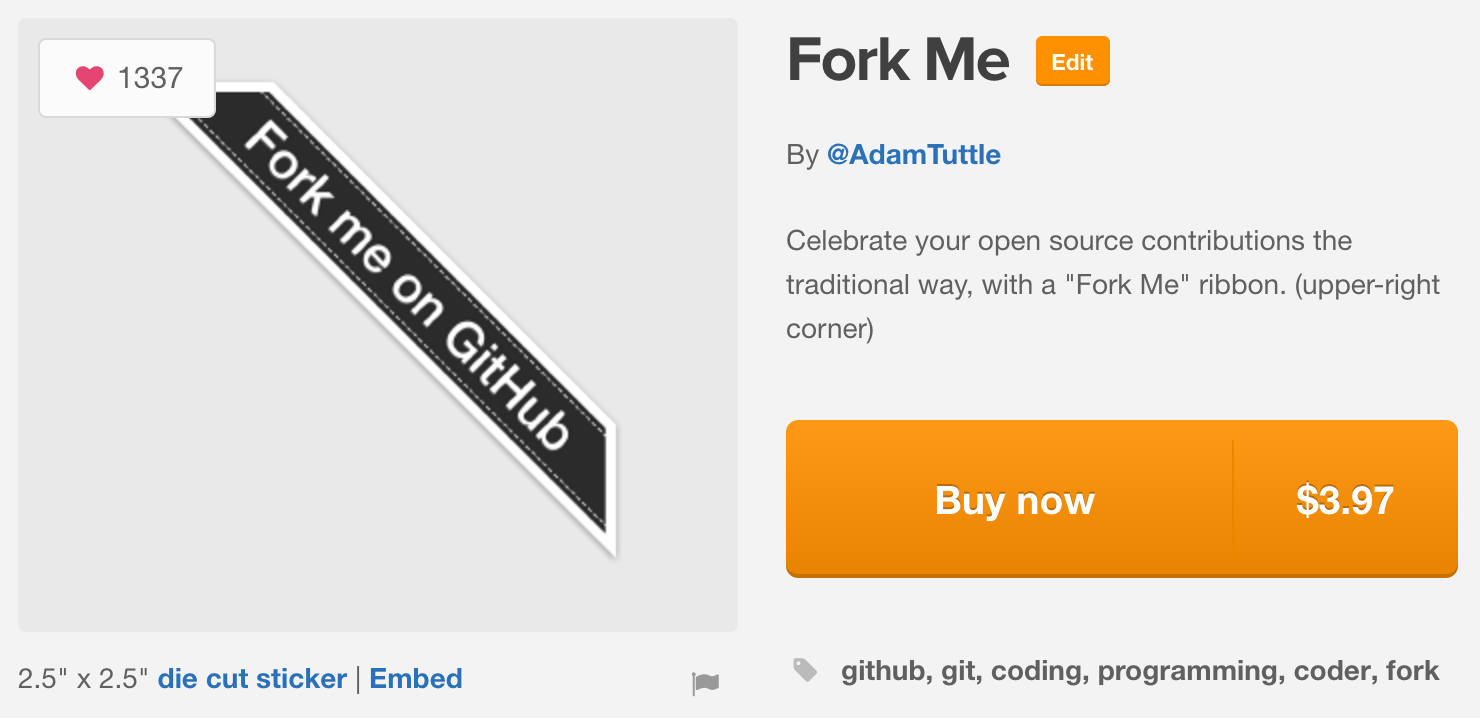 1337
Fork me on GitHub
Fork Me
Edit
By @AdamTuttle
Celebrate your open source contributions the
traditional way, with a "Fork Me" ribbon. (upper-right
corner)
Buy now
$3.97
2.5" x 2.5" die cut sticker | Embed
github, git, coding, programming, coder, fork